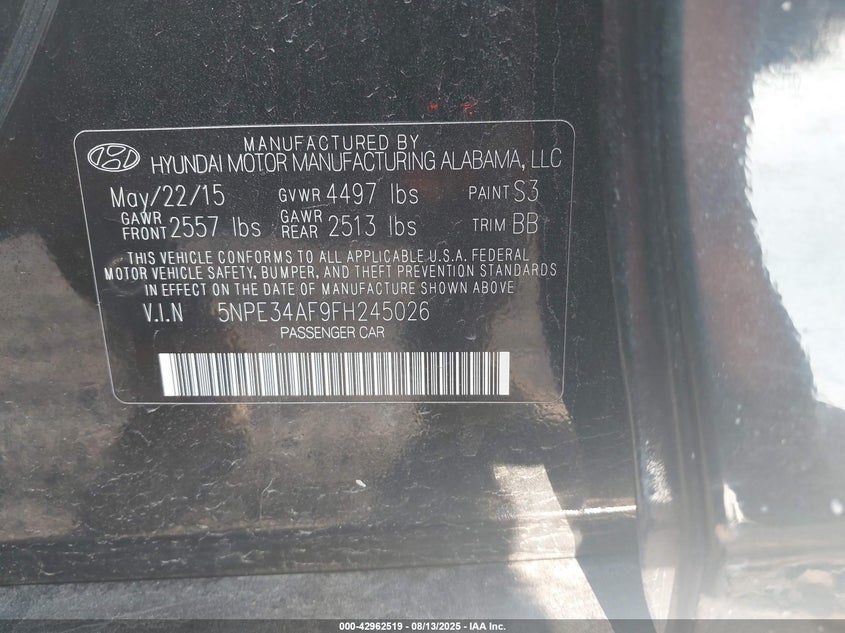 MANUFACTURED BY
HYUNDAI MOTOR MANUFACTURING ALABAMA, LLC
May/22/15 GVWR 4497 lbs PAINT S3
GAWR FRONT 2557 lbs GAWR REAR 2513 lbs TRIM BB
THIS VEHICLE CONFORMS TO ALL APPLICABLE U.S.A. FEDERAL
MOTOR VEHICLE SAFETY, BUMPER, AND THEFT PREVENTION STANDARDS
IN EFFECT ON THE DATE OF MANUFACTURE SHOWN ABOVE
V.I.N 5NPE34AF9FH245026
PASSENGER CAR
000-42962519 - 08/13/2025 - IAA Inc.